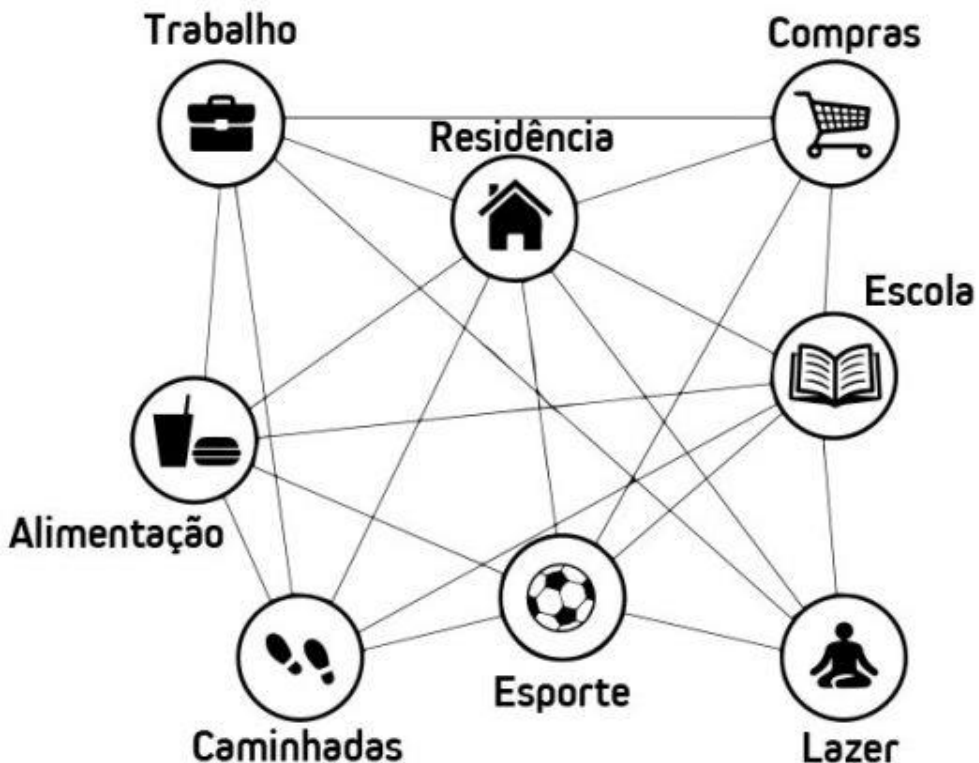 Trabalho
Compras
Residência
Escola
Alimentação
Esporte
Caminhadas
Lazer